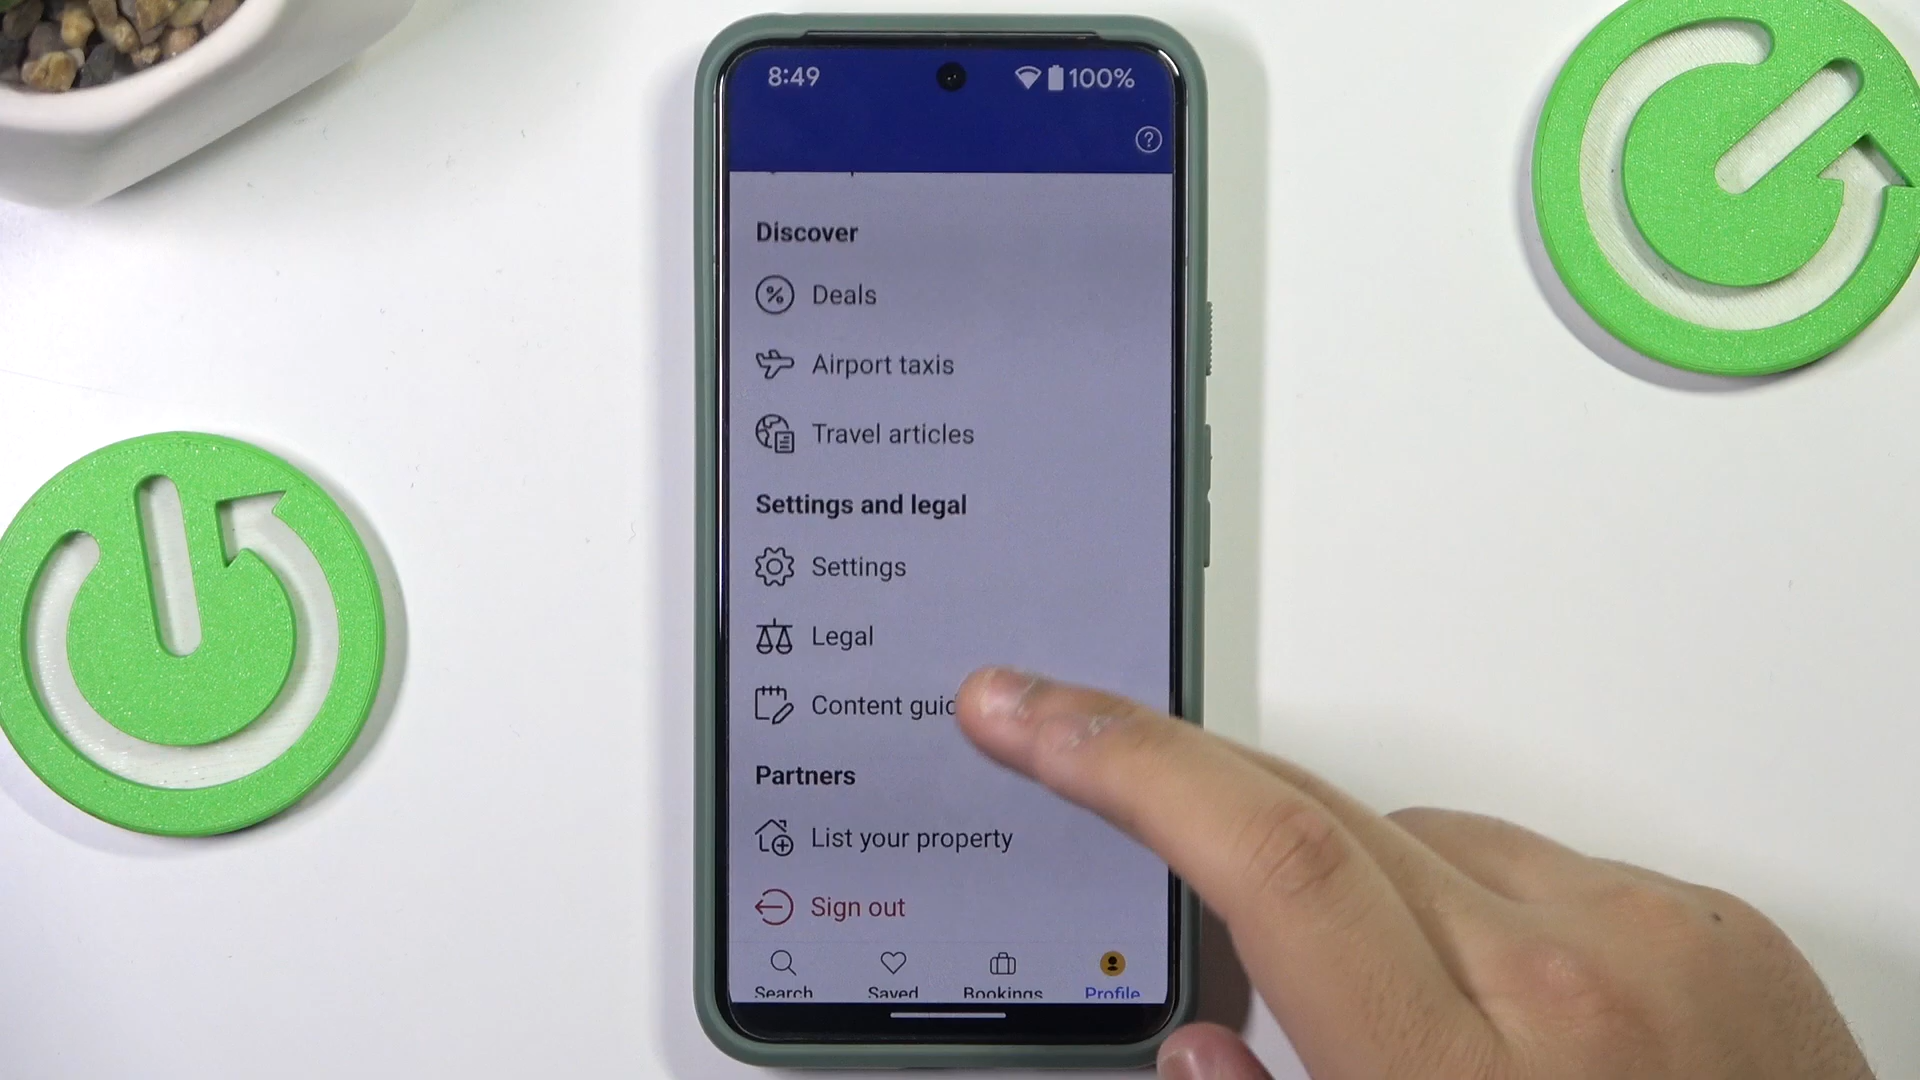 8:49 100%
Discover
Deals
Airport taxis
Travel articles
Settings and legal
Settings
Legal
Content
Partners
List your property
Sign out
Search Saved Bookings Profile